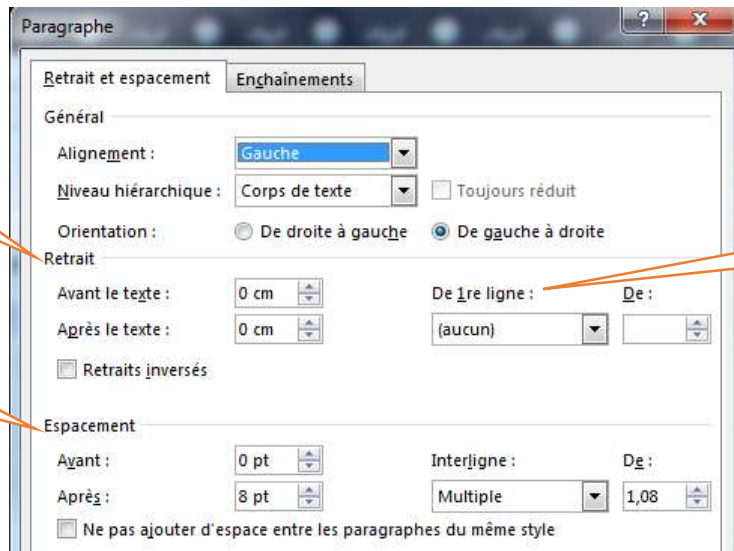 Paragraphe
Retrait et espacement Enchaînements
Général
Alignement : Gauche
Niveau hiérarchique : Corps de texte Toujours réduit
Orientation : De droite à gauche De gauche à droite
Retrait
Avant le texte : 0 cm De 1re ligne : De :
Après le texte : 0 cm (aucun)
Retraits inversés
Espacement
Avant : 0 pt Interligne : De :
Après : 8 pt Multiple 1,08
Ne pas ajouter d'espace entre les paragraphes du même style